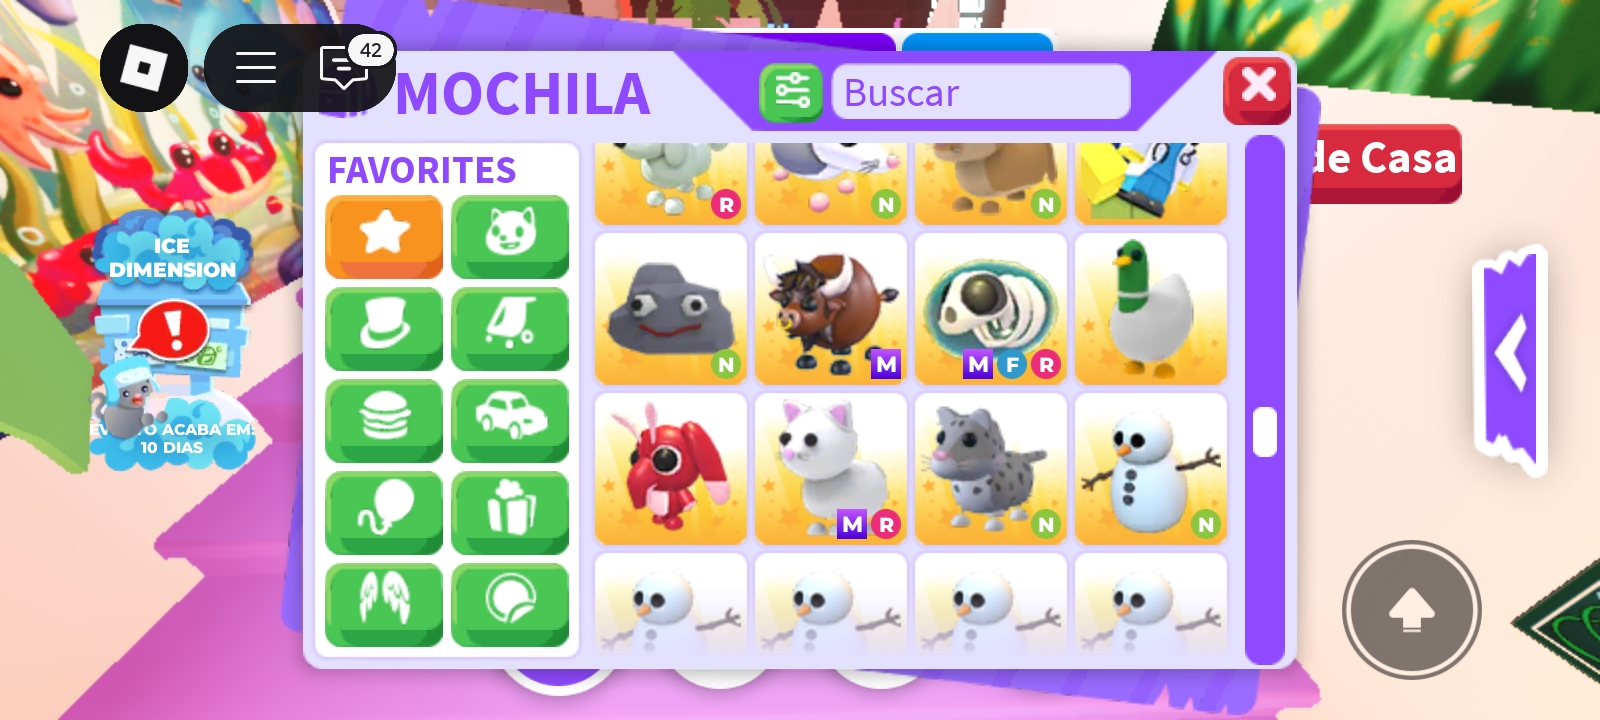 42
MOCHILA
Buscar
FAVORITES
de Casa
ICE
DIMENSION
!
ACABA EM:
10 DIAS
R
N
N
N
M
M F R
M R
N
N